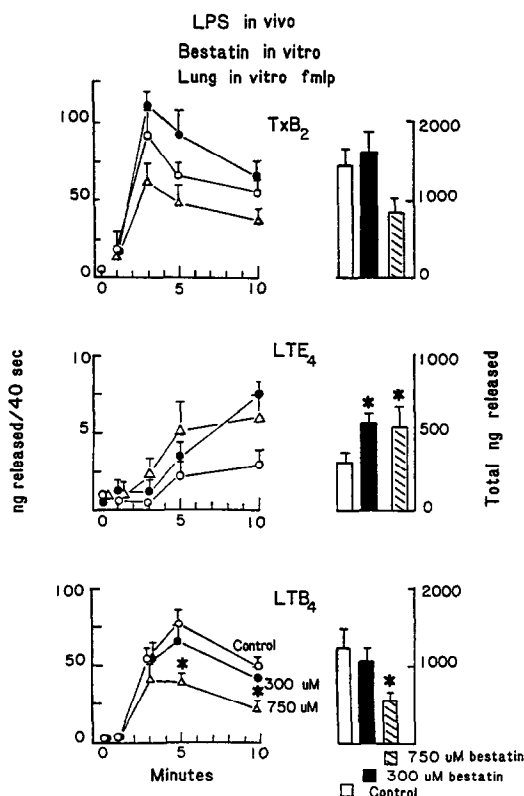 LPS in vivo
Bestatin in vitro
Lung in vitro fmlp
TxB2
100
50
0
0 5 10
2000
1000
0
LTE4
10
5
0
0 5 10
1000
500
0
* *
ng released/40 sec
Total ng released
LTB4
100
50
0
0 5 10
Control
300 uM
750 uM
* *
2000
1000
0
*
Minutes
750 uM bestatin
300 uM bestatin
Control